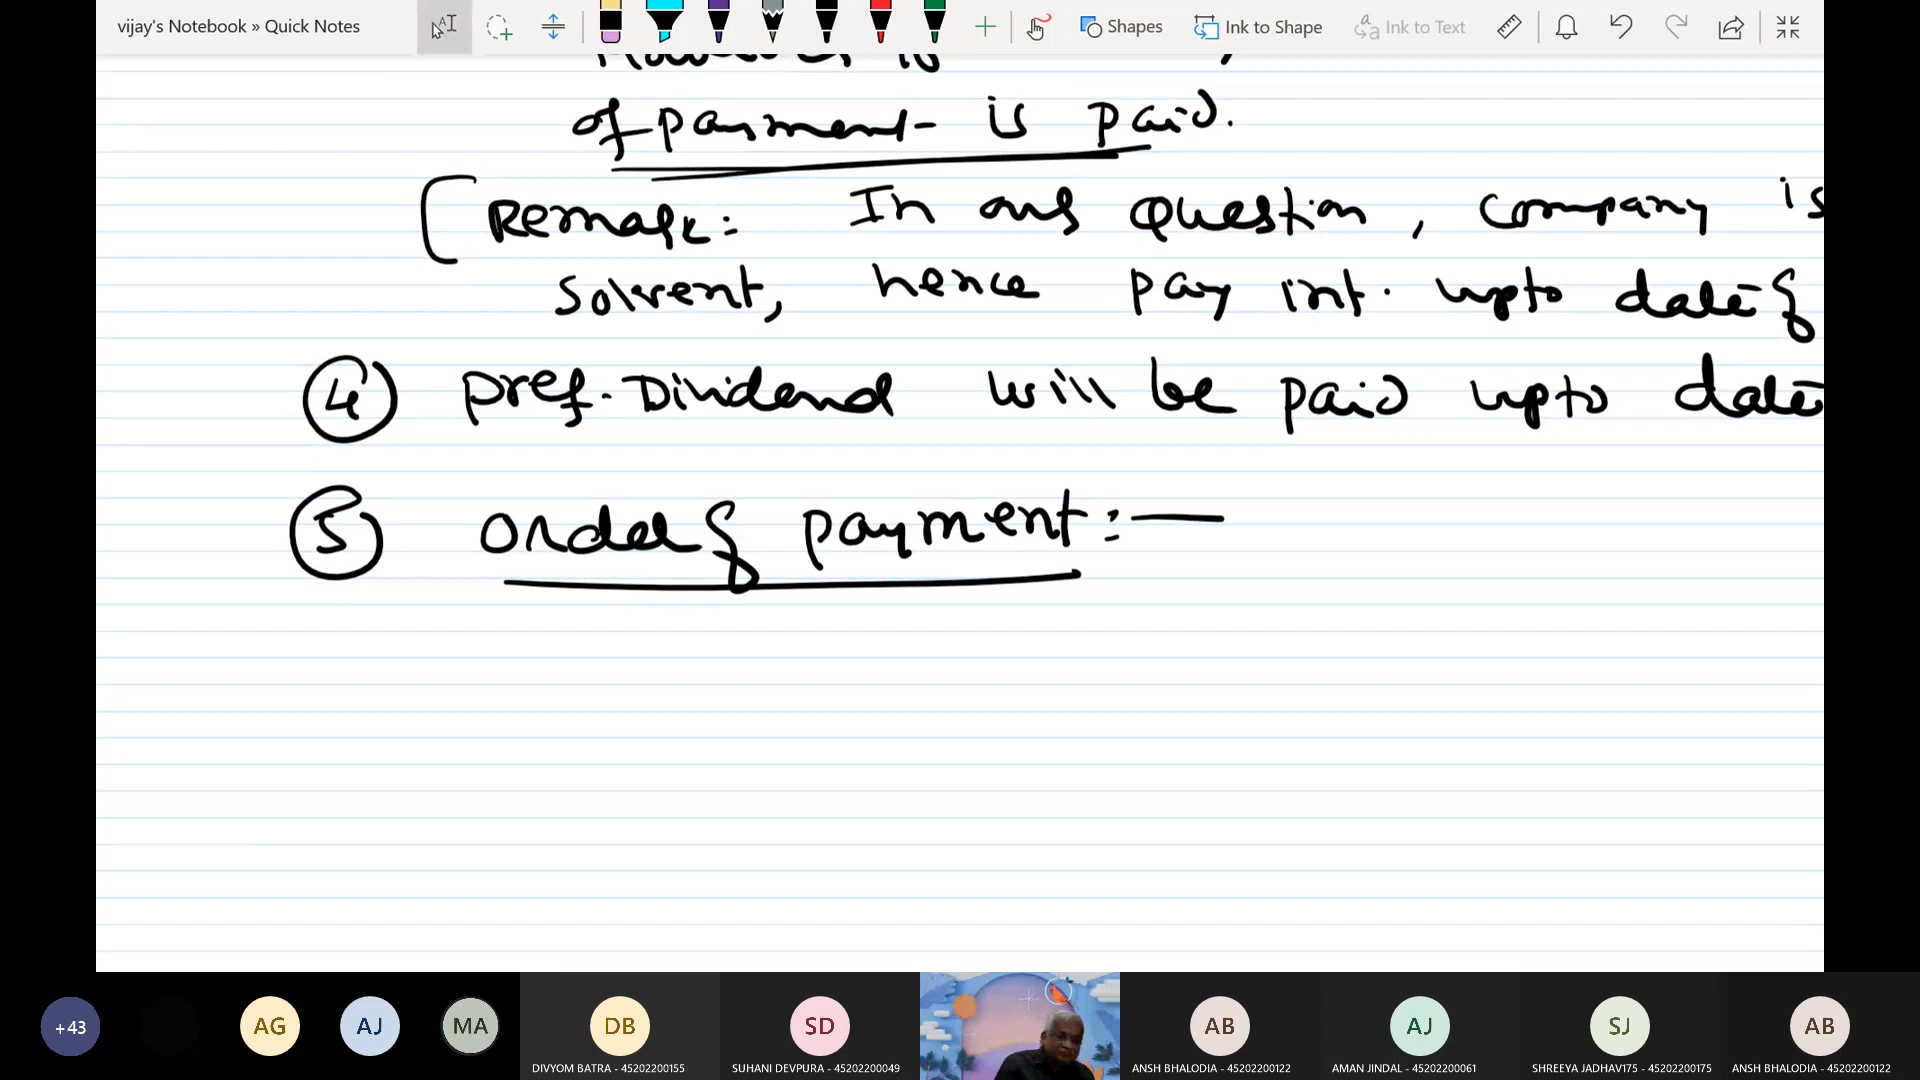 vijay's Notebook » Quick Notes
Shapes
Ink to Shape
Ink to Text
of payment is paid.
Remark: In our question, company is
solvent, hence pay int. upto date of
4 pref. Dividend will be paid upto date
5 order of payment:—
+43
AG
AJ
MA
DB
SD
AB
AJ
SJ
AB
DIVYOM BATRA - 45202200155
SUHANI DEVPURA - 45202200049
ANSH BHALODIA - 45202200122
AMAN JINDAL - 45202200061
SHREEYA JADHAV175 - 45202200175
ANSH BHALODIA - 45202200122